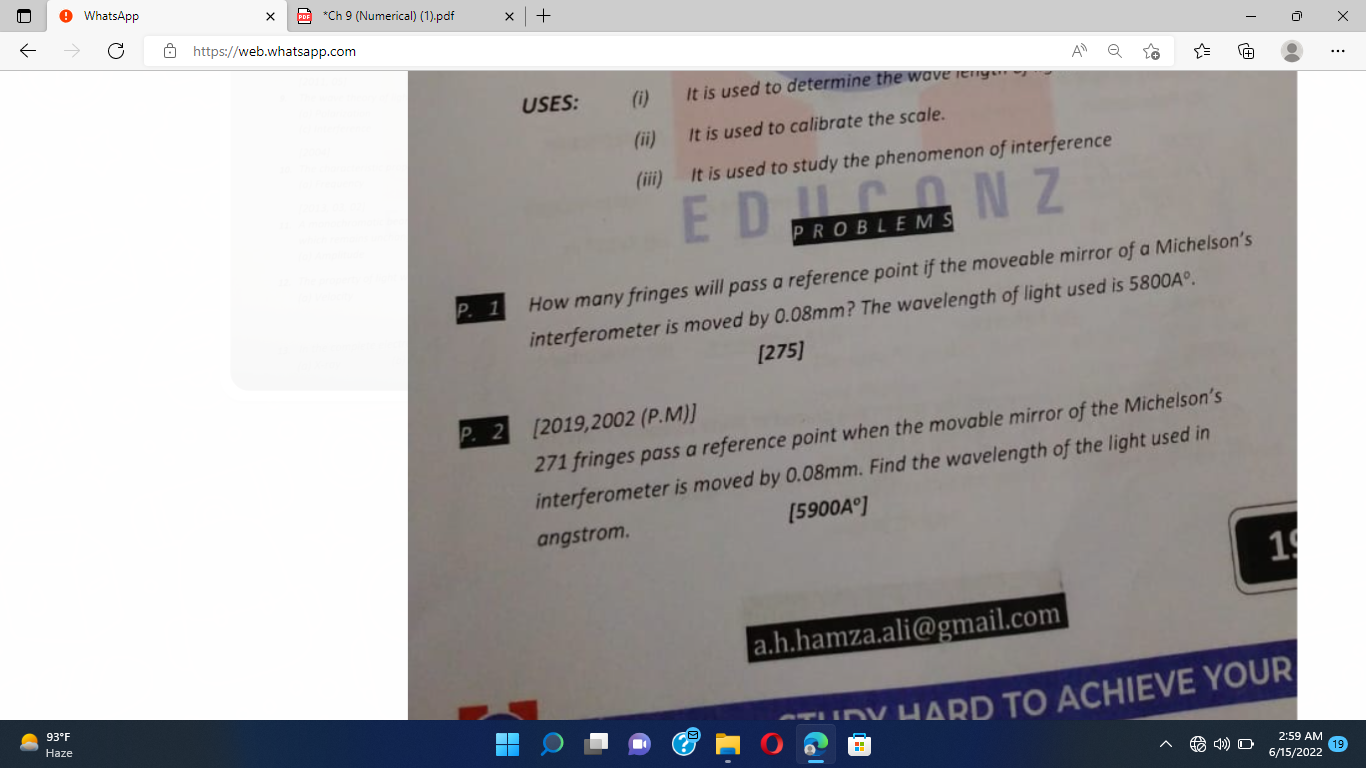 WhatsApp
*Ch 9 (Numerical) (1).pdf
https://web.whatsapp.com
USES: (i) It is used to determine the wave length of
(ii) It is used to calibrate the scale.
(iii) It is used to study the phenomenon of interference
EDUCONZ
PROBLEMS
P. 1 How many fringes will pass a reference point if the moveable mirror of a Michelson's
interferometer is moved by 0.08mm? The wavelength of light used is 5800Aº.
[275]
P. 2 [2019,2002 (P.M)]
271 fringes pass a reference point when the movable mirror of the Michelson's
interferometer is moved by 0.08mm. Find the wavelength of the light used in
angstrom. [5900Aº]
19
a.h.hamza.ali@gmail.com
STUDY HARD TO ACHIEVE YOUR
93°F
Haze
2:59 AM
6/15/2022
19